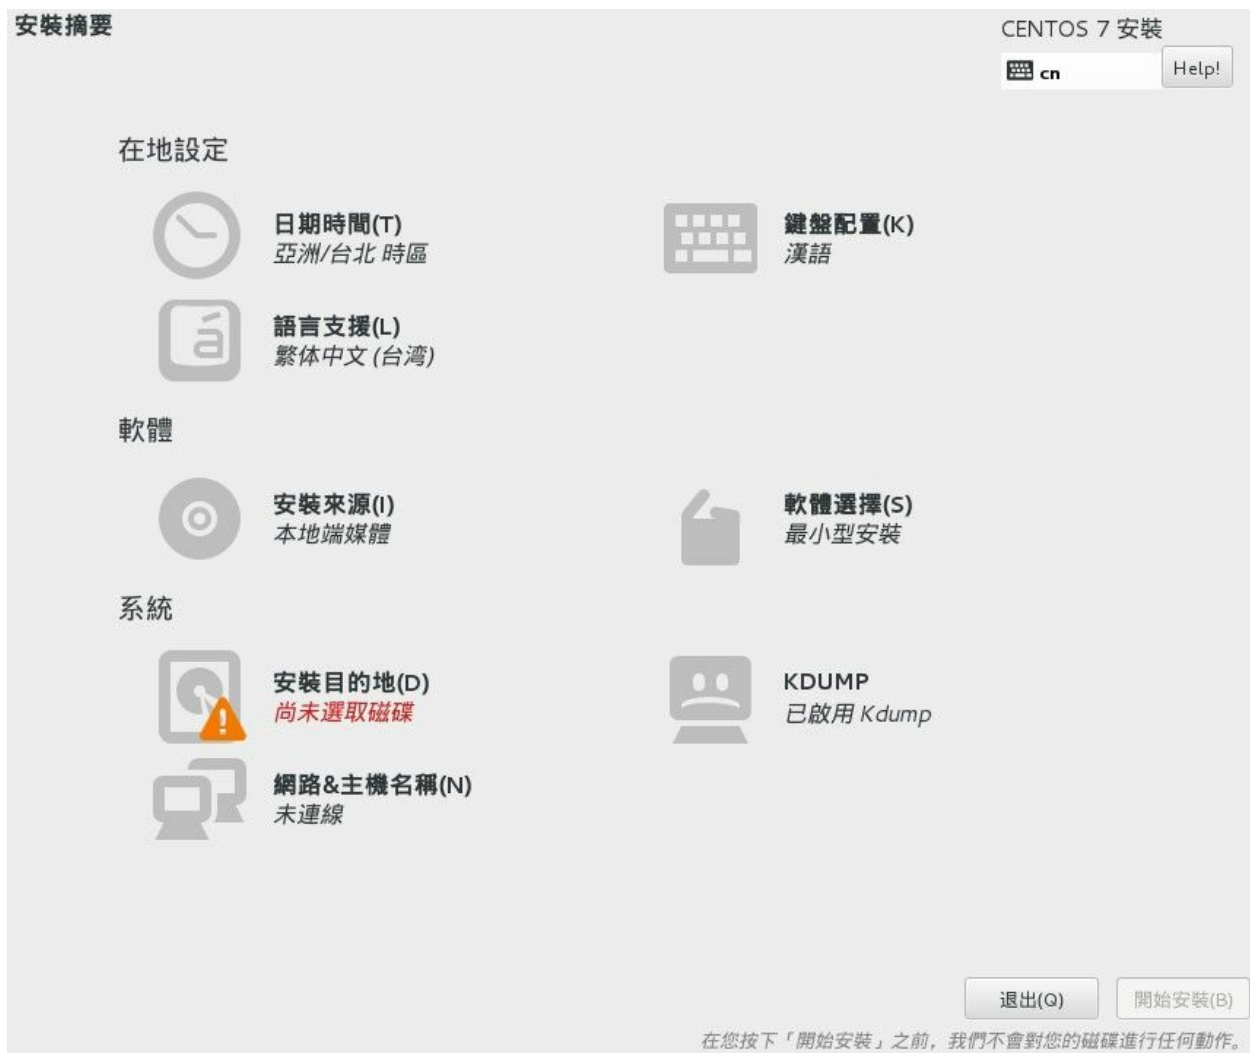 安裝摘要
CENTOS 7 安裝
cn
Help!
在地設定
日期時間(T)
亞洲/台北 時區
鍵盤配置(K)
漢語
語言支援(L)
繁体中文 (台湾)
軟體
安裝來源(I)
本地端媒體
軟體選擇(S)
最小型安裝
系統
安裝目的地(D)
尚未選取磁碟
KDUMP
已啟用 Kdump
網路&主機名稱(N)
未連線
退出(Q)
開始安裝(B)
在您按下「開始安裝」之前，我們不會對您的磁碟進行任何動作。